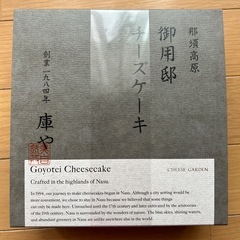 那須高原
御用邸
チーズケーキ
創業一九八四年
庫や
Goyotei Cheesecake
CHEESE GARDEN
Crafted in the highlands of Nasu.
In 1984, our journey to make cheesecakes began in Nasu. Although a city setting would be
more convenient, we chose to stay in Nasu because we believed that some things
can only be made here. Untouched until the 17th century and later enriched by the aristocrats
of the 19th century, Nasu is surrounded by the wonders of nature. The blue skies, shining waters,
and abundant greenery in Nasu are unlike anywhere else in the world.